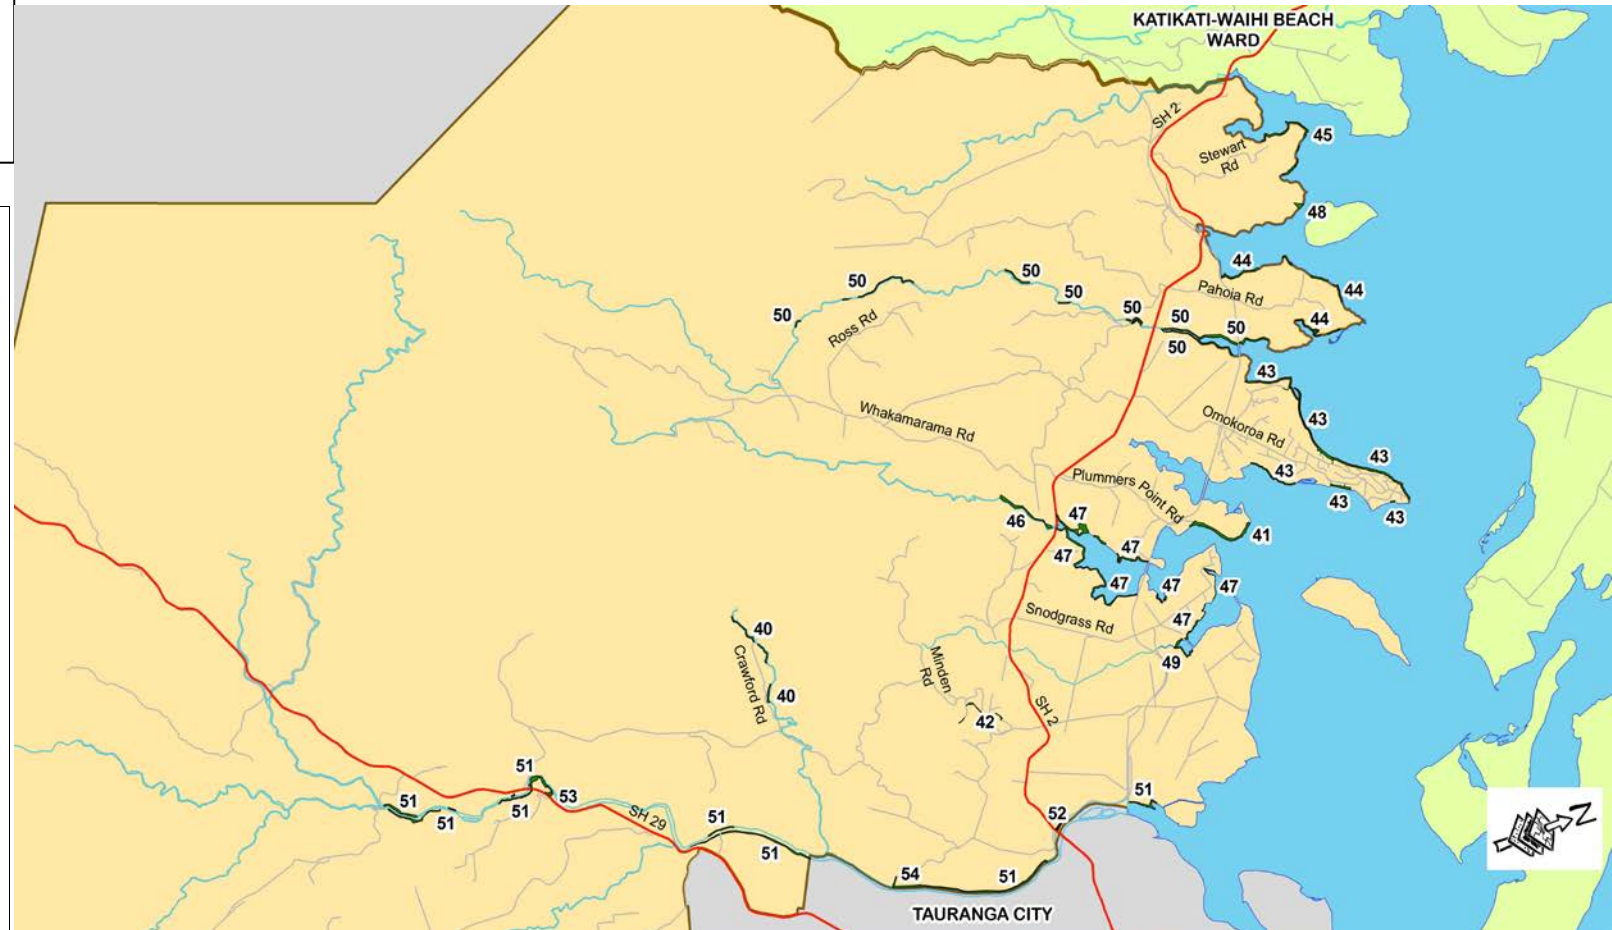 KATIKATI-WAIHI BEACH
WARD
SH 2
45
Stewart
Rd
48
44
50
50
50
44
Pahoia Rd
50
50
50
44
50
Ross Rd
50
43
Whakamarama Rd
Omokoroa Rd
43
43
43
Plummers Point Rd
43
43
46
47
41
47
47
47
47
47
Snodgrass Rd
47
40
49
Crawford Rd
Minden
Rd
40
42
SH 2
51
53
51
51
51
51
SH 29
51
52
51
51
54
51
TAURANGA CITY
Z